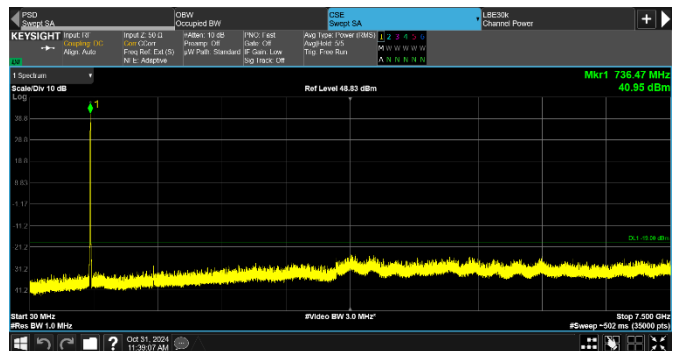 PSD
Swept SA
OBW
Occupied BW
CSE
Swept SA
LBE30k
Channel Power
KEYSIGHT
Input: RF
Coupling: DC
Align: Auto
Input Z: 50 Ω
Corr CCorr
Freq Ref: Ext (S)
NFE: Adaptive
#Atten: 10 dB
Preamp: Off
µW Path: Standard
PNO: Fast
Gate: Off
IF Gain: Low
Sig Track: Off
Avg Type: Power (RMS)
Avg|Hold: 5/5
Trig: Free Run
1 2 3 4 5 6
M W W W W W
A N N N N N
1 Spectrum
Mkr1 736.47 MHz
Scale/Div 10 dB
Ref Level 48.83 dBm
40.95 dBm
Log
1
38.8
28.8
18.8
8.83
-1.17
-11.2
-21.2
-31.2
-41.2
Start 30 MHz
#Video BW 3.0 MHz*
Stop 7.500 GHz
#Res BW 1.0 MHz
#Sweep ~502 ms (35000 pts)
?
Oct 31, 2024
11:39:07 AM